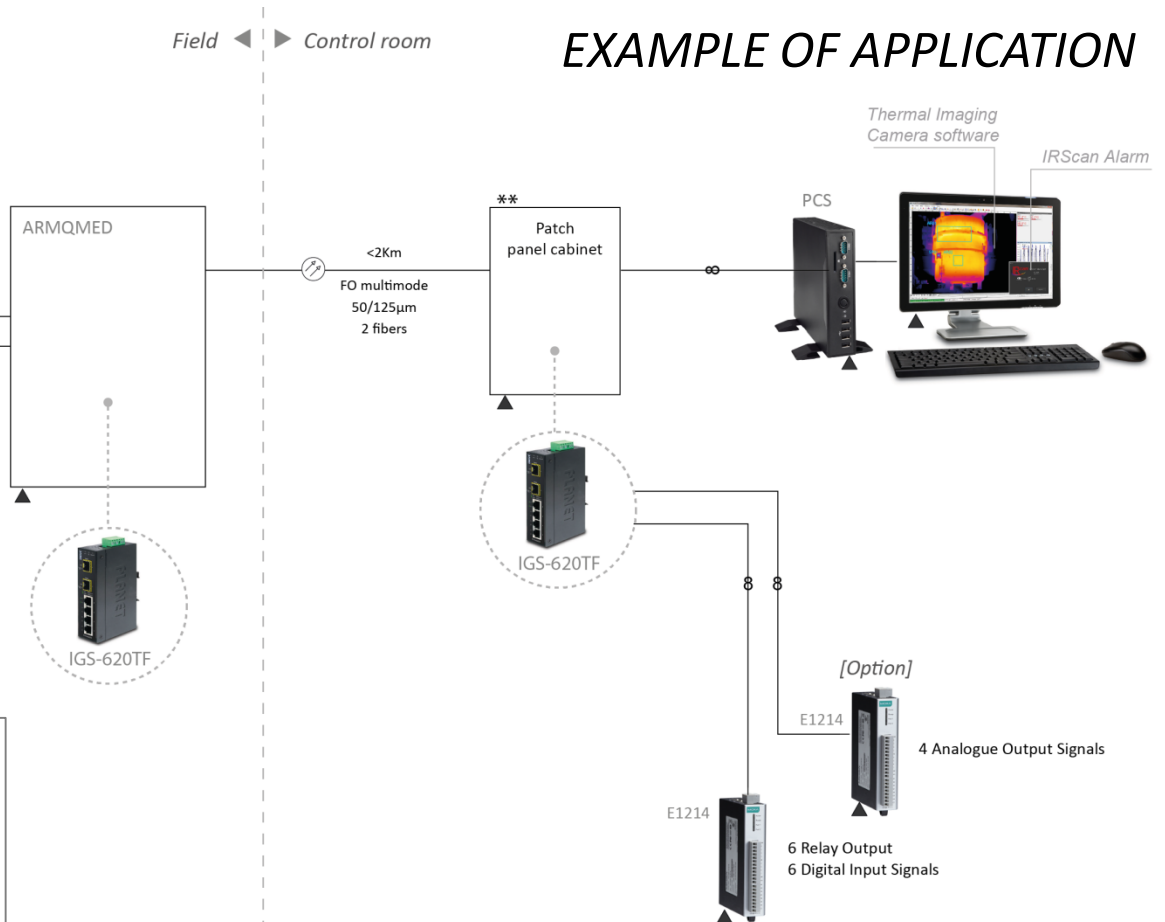 EXAMPLE OF APPLICATION
Field
Control room
Thermal Imaging
Camera software
IRScan Alarm
PCS
ARMQMED
**
Patch
panel cabinet
<2Km
FO multimode
50/125µm
2 fibers
PLANET
IGS-620TF
PLANET
IGS-620TF
[Option]
E1214
4 Analogue Output Signals
E1214
6 Relay Output
6 Digital Input Signals